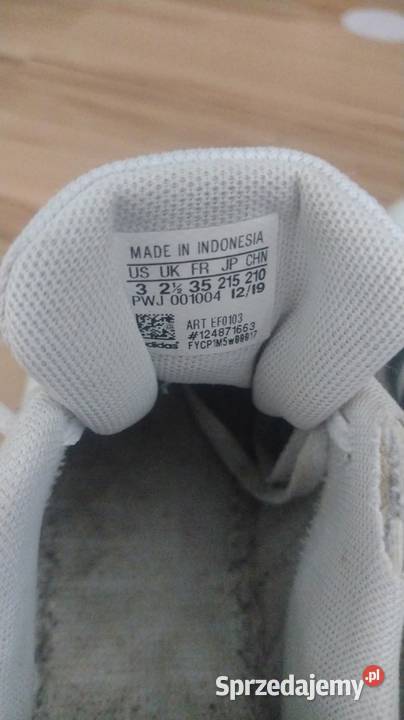 MADE IN INDONESIA
US UK FR JP CHN
3 2½ 35 215 210
PWJ 001004 12/19
ART EF0103
#124871663
adidas FYCP1M5W00017
Sprzedajemy.pl